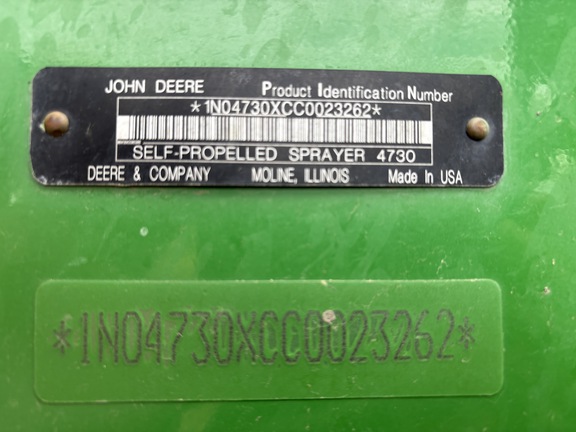 JOHN DEERE Product Identification Number
*1N04730XCC0023262*
SELF-PROPELLED SPRAYER 4730
DEERE & COMPANY MOLINE, ILLINOIS Made In USA
*1N04730XCC0023262*